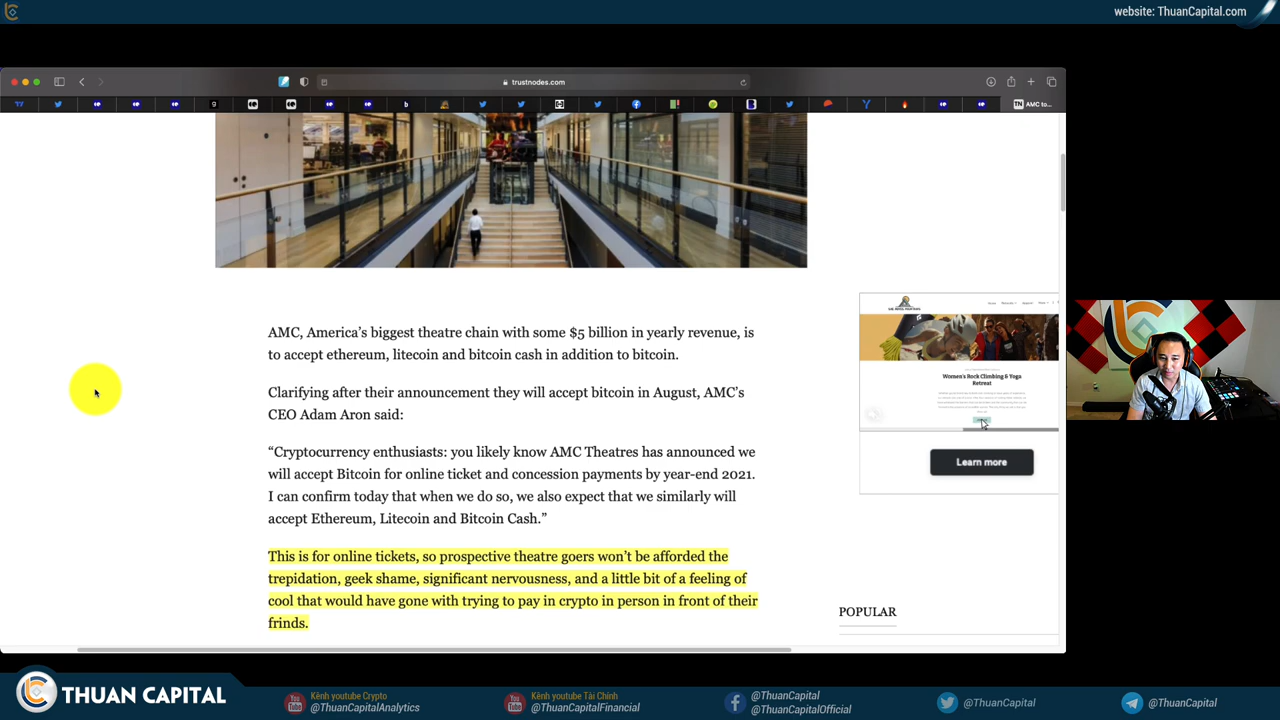 website: ThuanCapital.com
trustnodes.com
TN AMC to...
AMC, America's biggest theatre chain with some $5 billion in yearly revenue, is
to accept ethereum, litecoin and bitcoin cash in addition to bitcoin.
Clarifying after their announcement they will accept bitcoin in August, AMC's
CEO Adam Aron said:
“Cryptocurrency enthusiasts: you likely know AMC Theatres has announced we
will accept Bitcoin for online ticket and concession payments by year-end 2021.
I can confirm today that when we do so, we also expect that we similarly will
accept Ethereum, Litecoin and Bitcoin Cash.”
This is for online tickets, so prospective theatre goers won't be afforded the
trepidation, geek shame, significant nervousness, and a little bit of a feeling of
cool that would have gone with trying to pay in crypto in person in front of their
frinds.
Women's Rock Climbing & Yoga
Retreat
Learn more
POPULAR
THUAN CAPITAL
Kênh youtube Crypto
@ThuanCapitalAnalytics
Kênh youtube Tài Chính
@ThuanCapitalFinancial
@ThuanCapital
@ThuanCapitalOfficial
@ThuanCapital
@ThuanCapital